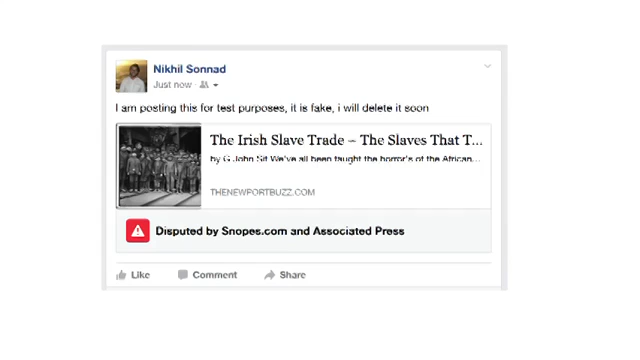 Nikhil Sonnad
Just now ·
I am posting this for test purposes, it is fake, i will delete it soon
The Irish Slave Trade – The Slaves That T...
by G John Sit We've all been taught the horror's of the African...
THENEWPORTBUZZ.COM
Disputed by Snopes.com and Associated Press
Like Comment Share